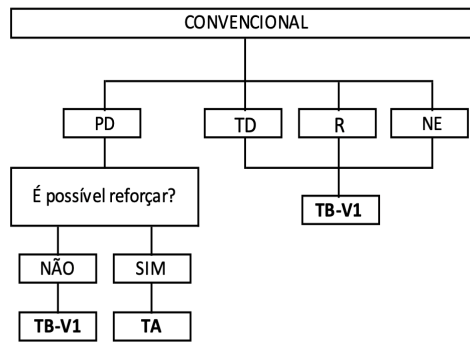 CONVENCIONAL
PD
TD
R
NE
É possível reforçar?
TB-V1
NÃO
SIM
TB-V1
TA